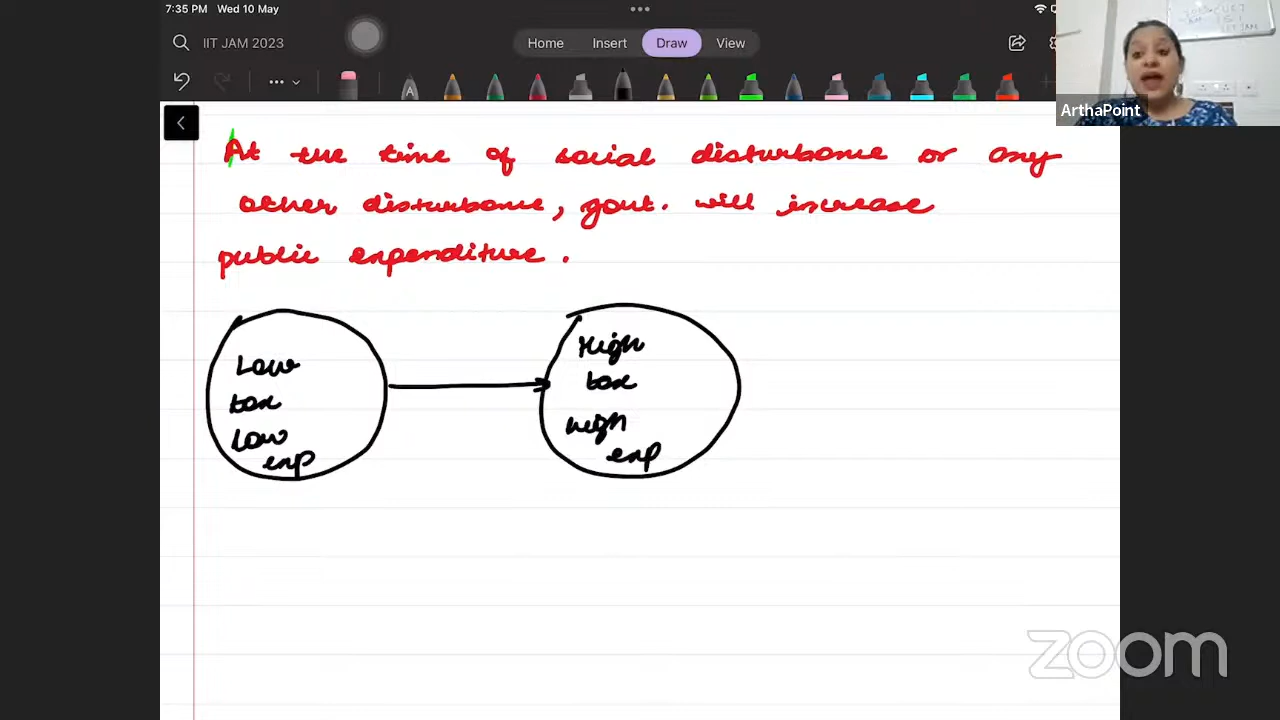 7:35 PM Wed 10 May
IIT JAM 2023
Home Insert Draw View
ArthaPoint
At the time of social disturbance or any
other disturbance, govt. will increase
public expenditure.
Low
tax
Low
exp
High
tax
High
exp
zoom